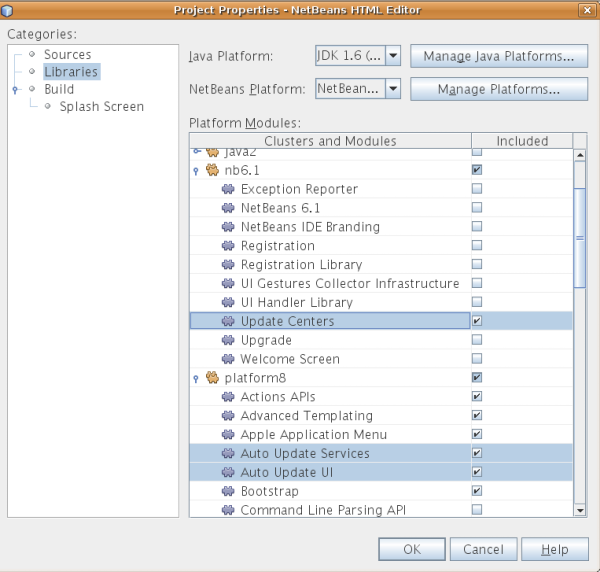 Project Properties - NetBeans HTML Editor
Categories:
Sources
Libraries
Build
Splash Screen
Java Platform: JDK 1.6 (... Manage Java Platforms...
NetBeans Platform: NetBean... Manage Platforms...
Platform Modules:
Clusters and Modules Included
java2
nb6.1
Exception Reporter
NetBeans 6.1
NetBeans IDE Branding
Registration
Registration Library
UI Gestures Collector Infrastructure
UI Handler Library
Update Centers
Upgrade
Welcome Screen
platform8
Actions APIs
Advanced Templating
Apple Application Menu
Auto Update Services
Auto Update UI
Bootstrap
Command Line Parsing API
OK Cancel Help